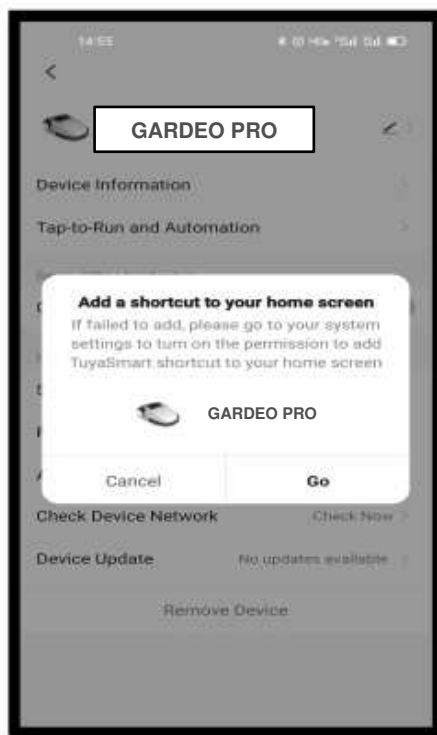 14:55
GARDEO PRO
Device Information
Tap-to-Run and Automation
Add a shortcut to your home screen
If failed to add, please go to your system
settings to turn on the permission to add
TuyaSmart shortcut to your home screen
GARDEO PRO
Cancel
Go
Check Device Network
Check Now
Device Update
No updates available
Remove Device